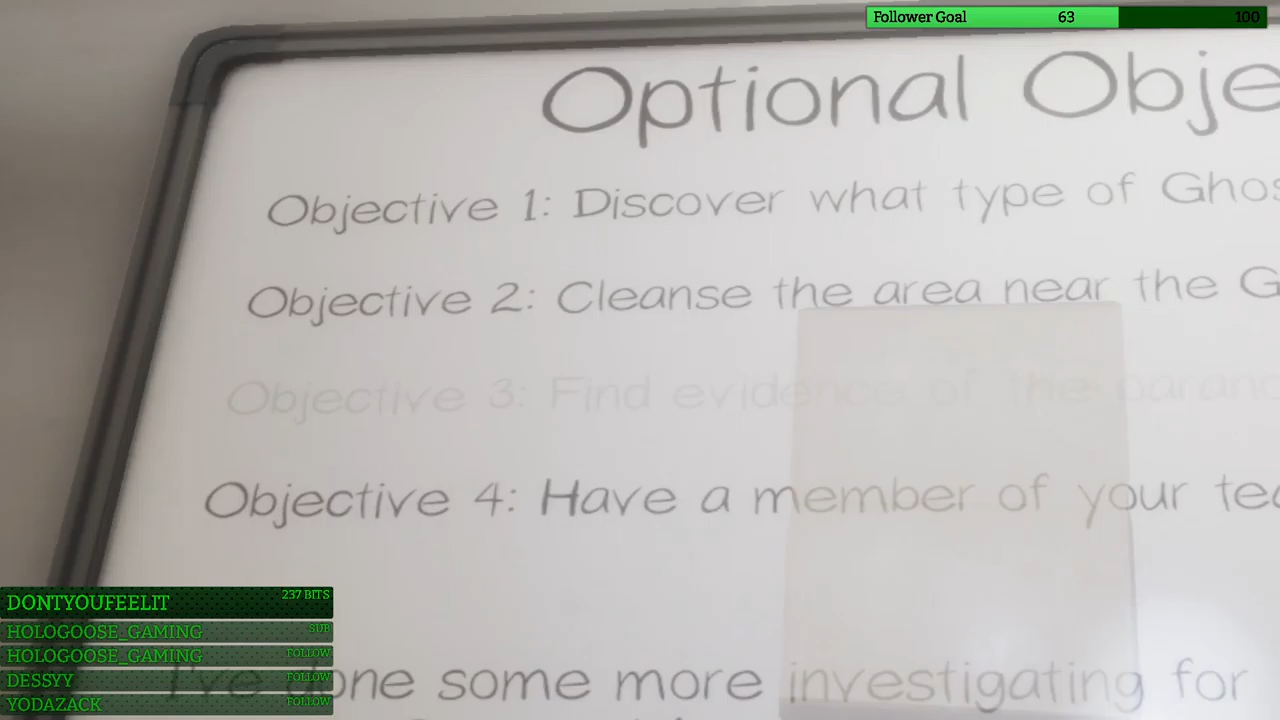 Follower Goal 63 100
Optional Obje
Objective 1: Discover what type of Ghos
Objective 2: Cleanse the area near the G
Objective 3: Find evidence of the parano
Objective 4: Have a member of your tea
I've done some more investigating for
DONTYOUFEELIT 237 BITS
HOLOGOOSE_GAMING SUB
HOLOGOOSE_GAMING FOLLOW
DESSYY FOLLOW
YODAZACK FOLLOW